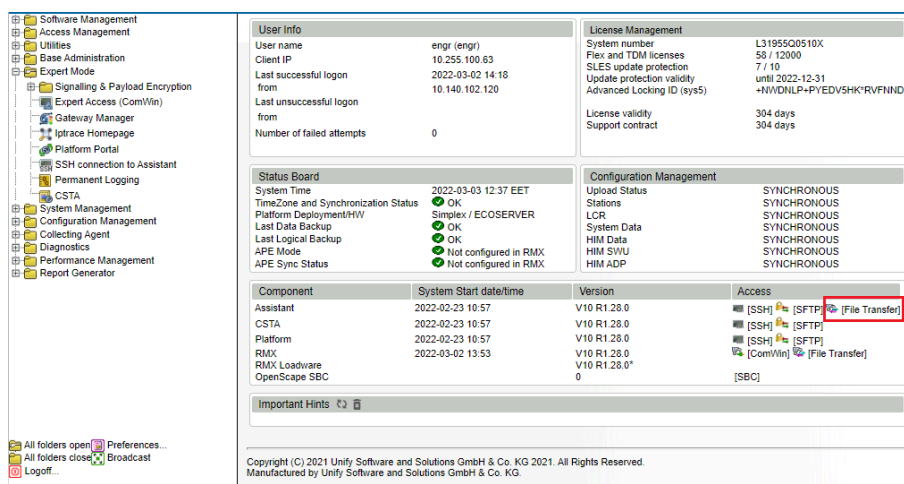 Software Management
Access Management
Utilities
Base Administration
Expert Mode
Signalling & Payload Encryption
Expert Access (ComWin)
Gateway Manager
Iptrace Homepage
Platform Portal
SSH connection to Assistant
Permanent Logging
CSTA
System Management
Configuration Management
Collecting Agent
Diagnostics
Performance Management
Report Generator
All folders open Preferences...
All folders close Broadcast
Logoff...
User Info
User name engr (engr)
Client IP 10.255.100.63
Last successful logon 2022-03-02 14:18
from 10.140.102.120
Last unsuccessful logon
from
Number of failed attempts 0
License Management
System number L31955Q0510X
Flex and TDM licenses 58 / 12000
SLES update protection 7 / 10
Update protection validity until 2022-12-31
Advanced Locking ID (sys5) +NWDNLP+PYEDV5HK*RVFNND
License validity 304 days
Support contract 304 days
Status Board
System Time 2022-03-03 12:37 EET
TimeZone and Synchronization Status OK
Platform Deployment/HW Simplex / ECOSERVER
Last Data Backup OK
Last Logical Backup OK
APE Mode Not configured in RMX
APE Sync Status Not configured in RMX
Configuration Management
Upload Status SYNCHRONOUS
Stations SYNCHRONOUS
LCR SYNCHRONOUS
System Data SYNCHRONOUS
HIM Data SYNCHRONOUS
HIM SWU SYNCHRONOUS
HIM ADP SYNCHRONOUS
Component System Start date/time Version Access
Assistant 2022-02-23 10:57 V10 R1.28.0 [SSH] [SFTP] [File Transfer]
CSTA 2022-02-23 10:57 V10 R1.28.0 [SSH] [SFTP]
Platform 2022-02-23 10:57 V10 R1.28.0 [SSH] [SFTP]
RMX 2022-03-02 13:53 V10 R1.28.0 [ComWin] [File Transfer]
RMX Loadware V10 R1.28.0*
OpenScape SBC 0 [SBC]
Important Hints
Copyright (C) 2021 Unify Software and Solutions GmbH & Co. KG 2021. All Rights Reserved.
Manufactured by Unify Software and Solutions GmbH & Co. KG.